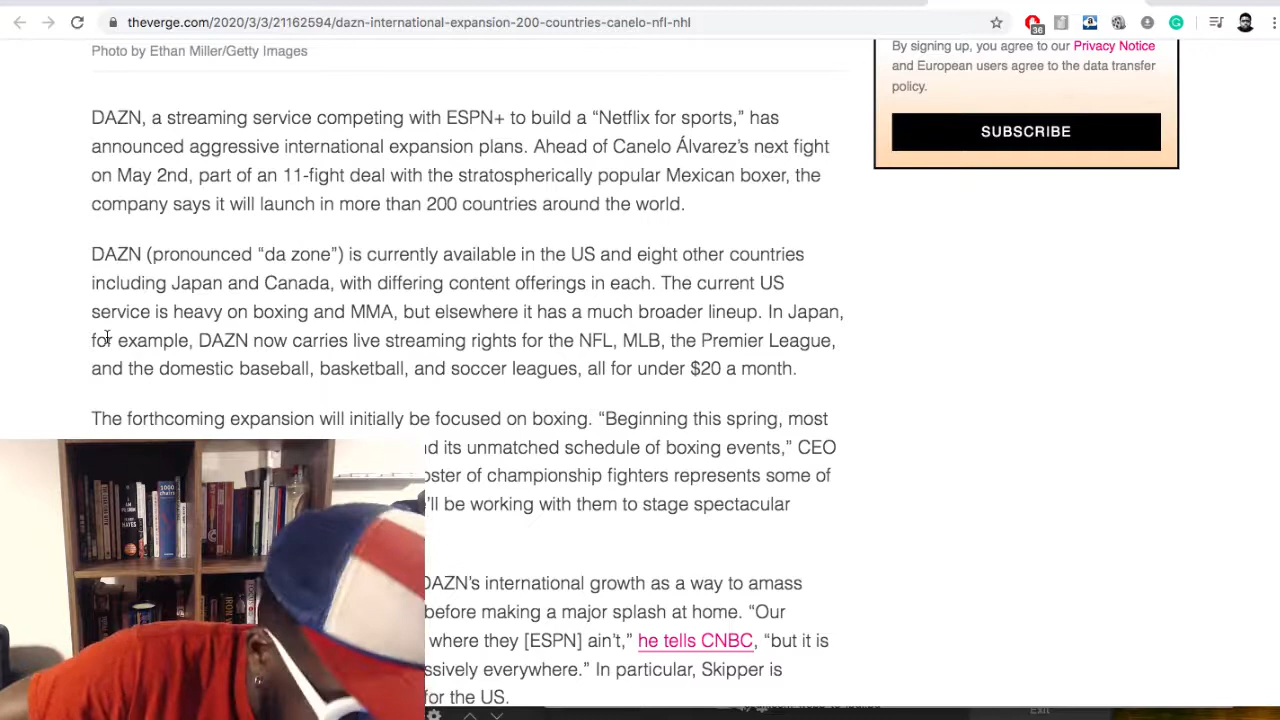 theverge.com/2020/3/3/21162594/dazn-international-expansion-200-countries-canelo-nfl-nhl
36
Photo by Ethan Miller/Getty Images
By signing up, you agree to our Privacy Notice
and European users agree to the data transfer
policy.
SUBSCRIBE
DAZN, a streaming service competing with ESPN+ to build a “Netflix for sports,” has
announced aggressive international expansion plans. Ahead of Canelo Álvarez’s next fight
on May 2nd, part of an 11-fight deal with the stratospherically popular Mexican boxer, the
company says it will launch in more than 200 countries around the world.
DAZN (pronounced “da zone”) is currently available in the US and eight other countries
including Japan and Canada, with differing content offerings in each. The current US
service is heavy on boxing and MMA, but elsewhere it has a much broader lineup. In Japan,
for example, DAZN now carries live streaming rights for the NFL, MLB, the Premier League,
and the domestic baseball, basketball, and soccer leagues, all for under $20 a month.
The forthcoming expansion will initially be focused on boxing. “Beginning this spring, most
its unmatched schedule of boxing events,” CEO
of championship fighters represents some of
be working with them to stage spectacular
DAZN’s international growth as a way to amass
before making a major splash at home. “Our
where they [ESPN] ain’t,” he tells CNBC, “but it is
everywhere.” In particular, Skipper is
for the US.
Exit